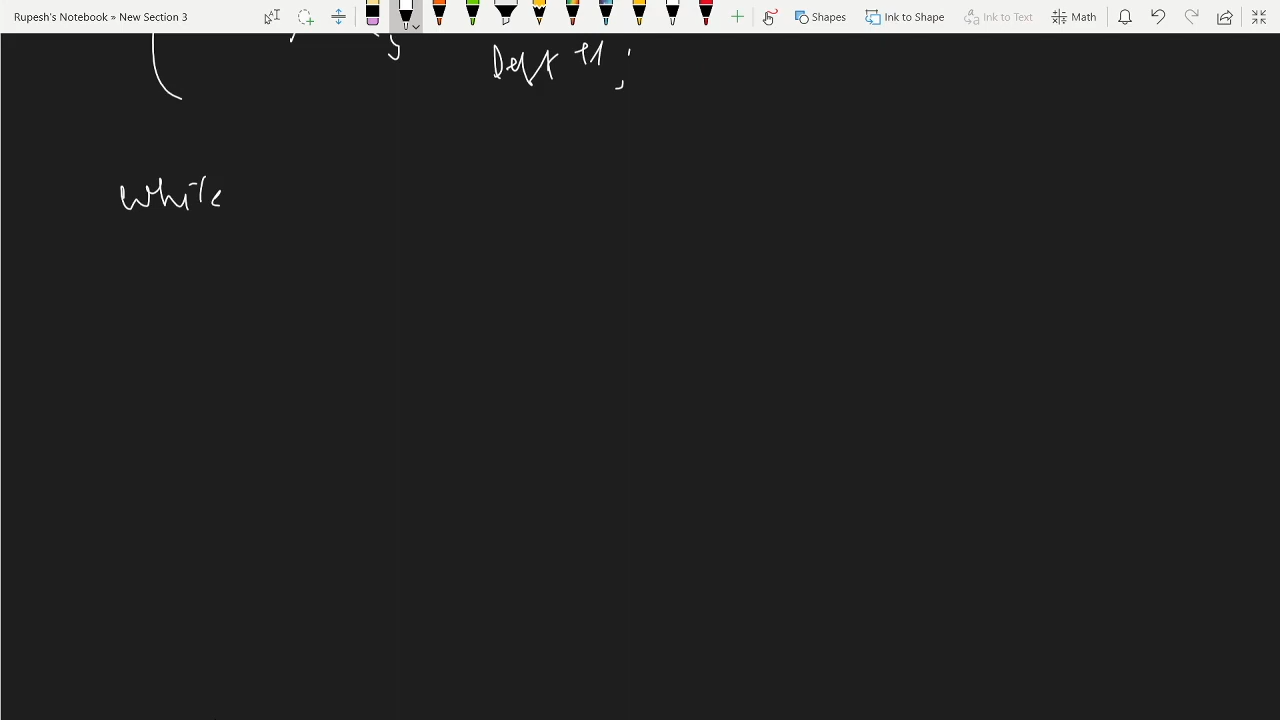 Rupesh's Notebook » New Section 3
Shapes
Ink to Shape
Ink to Text
Math
while